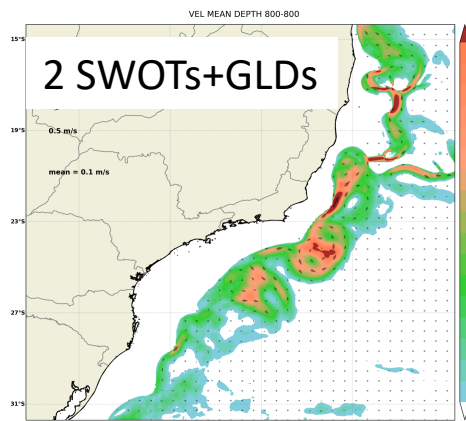 VEL MEAN DEPTH 800-800
15°S
2 SWOTs+GLDs
19°S
0.5 m/s
mean = 0.1 m/s
23°S
27°S
31°S